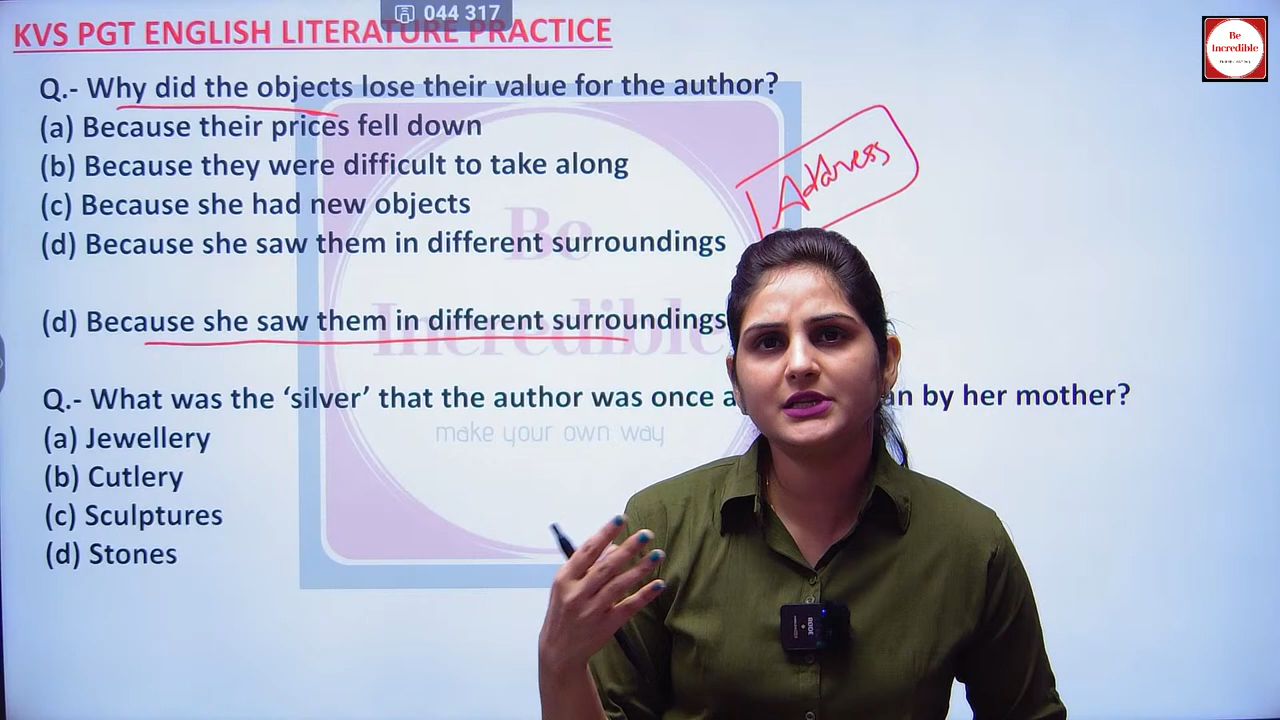 044 317
KVS PGT ENGLISH LITERATURE PRACTICE
Be
Incredible
Q.- Why did the objects lose their value for the author?
(a) Because their prices fell down
(b) Because they were difficult to take along
(c) Because she had new objects
(d) Because she saw them in different surroundings
Address
Be
Incredible
(d) Because she saw them in different surroundings
Q.- What was the ‘silver’ that the author was once by her mother?
make your own way
(a) Jewellery
(b) Cutlery
(c) Sculptures
(d) Stones
RØDE